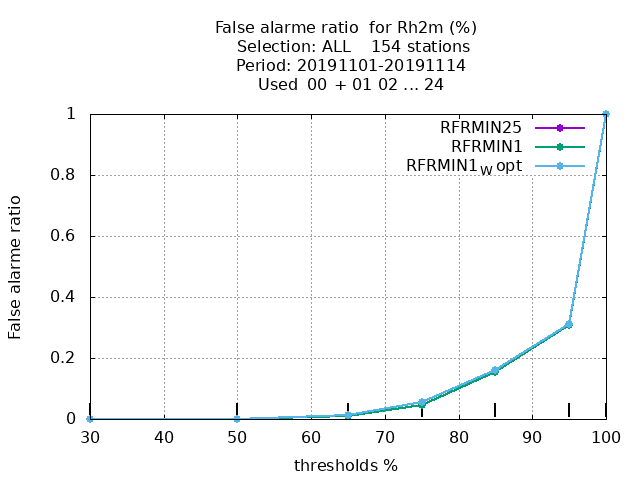 False alarme ratio  for Rh2m (%)
Selection: ALL    154 stations
Period: 20191101-20191114
Used  00 + 01 02 ... 24
RFRMIN25
RFRMIN1
RFRMIN1W opt
1
0.8
0.6
0.4
0.2
0
False alarme ratio
30 40 50 60 70 80 90 100
thresholds %